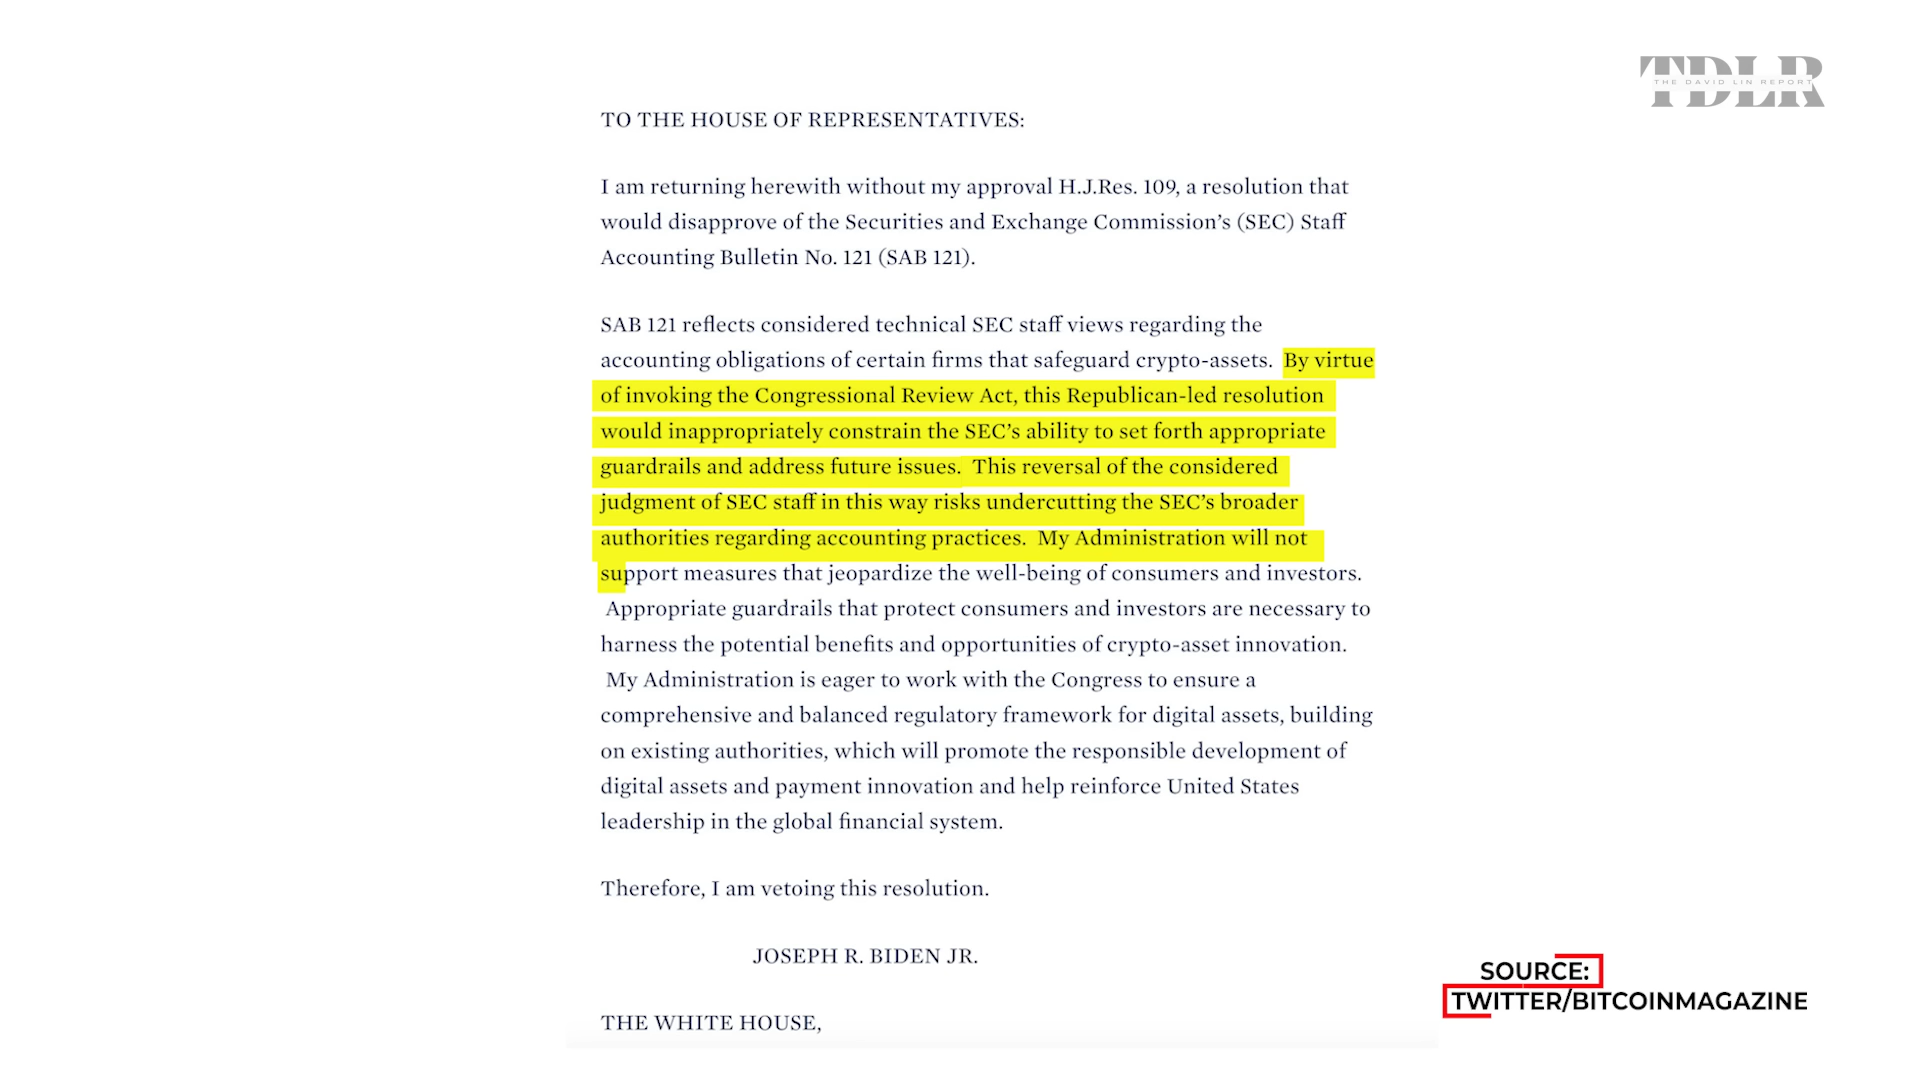 TDLR
THE DAVID LIN REPORT
TO THE HOUSE OF REPRESENTATIVES:
I am returning herewith without my approval H.J.Res. 109, a resolution that
would disapprove of the Securities and Exchange Commission’s (SEC) Staff
Accounting Bulletin No. 121 (SAB 121).
SAB 121 reflects considered technical SEC staff views regarding the
accounting obligations of certain firms that safeguard crypto-assets.  By virtue
of invoking the Congressional Review Act, this Republican-led resolution
would inappropriately constrain the SEC’s ability to set forth appropriate
guardrails and address future issues.  This reversal of the considered
judgment of SEC staff in this way risks undercutting the SEC’s broader
authorities regarding accounting practices.  My Administration will not
support measures that jeopardize the well-being of consumers and investors.
Appropriate guardrails that protect consumers and investors are necessary to
harness the potential benefits and opportunities of crypto-asset innovation.
My Administration is eager to work with the Congress to ensure a
comprehensive and balanced regulatory framework for digital assets, building
on existing authorities, which will promote the responsible development of
digital assets and payment innovation and help reinforce United States
leadership in the global financial system.
Therefore, I am vetoing this resolution.
JOSEPH R. BIDEN JR.
THE WHITE HOUSE,
SOURCE:
TWITTER/BITCOINMAGAZINE